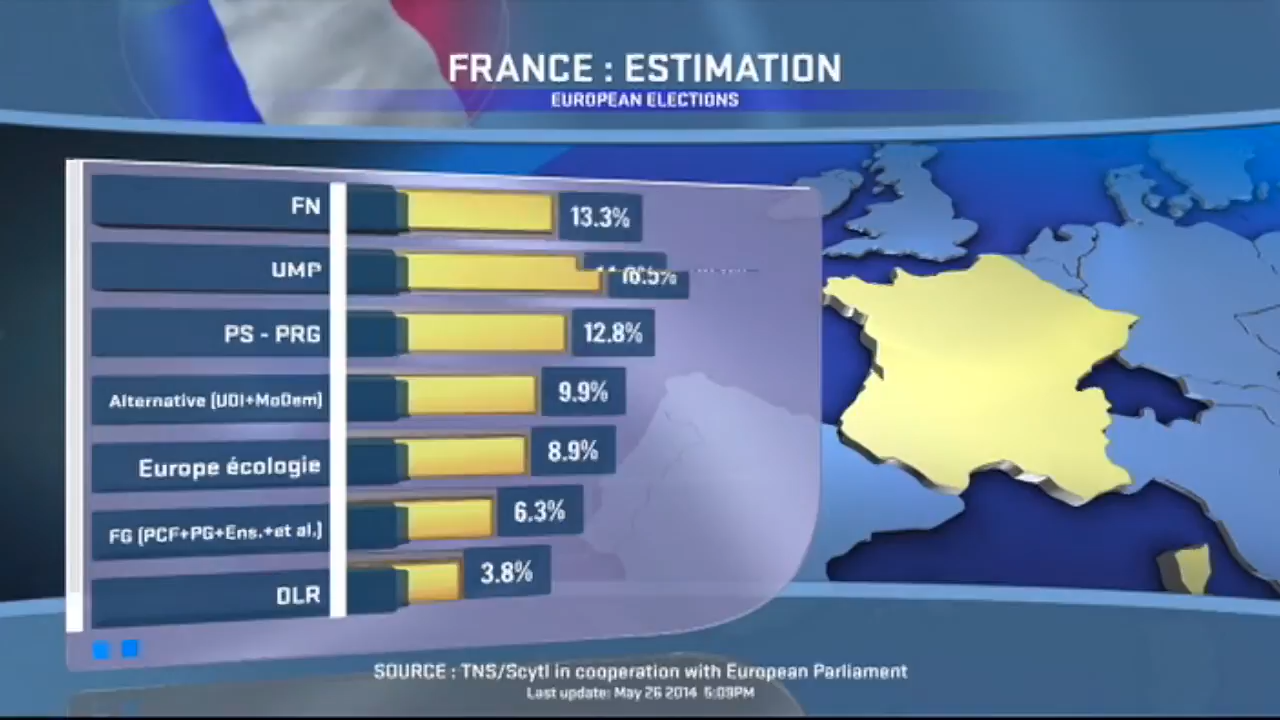 FRANCE : ESTIMATION
EUROPEAN ELECTIONS
FN 13.3%
UMP
PS - PRG 12.8%
Alternative (UDI+MoDem) 9.9%
Europe écologie 8.9%
FG (PCF+PG+Ens.+et al.) 6.3%
DLR 3.8%
SOURCE : TNS/Scytl in cooperation with European Parliament
Last update: May 26 2014 5:09PM